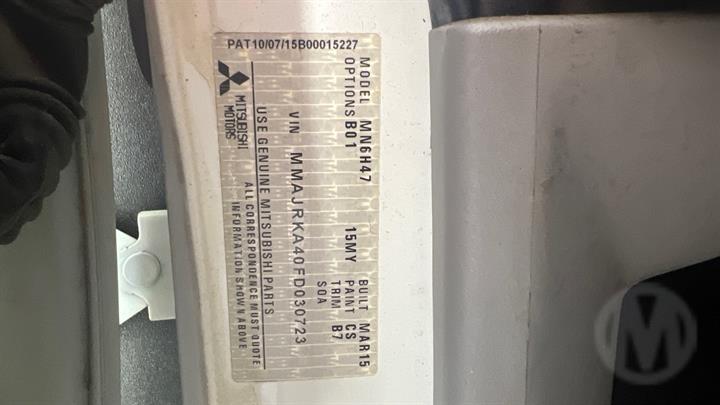 PAT10/07/15B00015227
MITSUBISHI
MOTORS
MODEL MN6H47 BUILT MAR15
OPTIONS B01 15MY PAINT CS
TRIM B7
SOA
VIN MMAJRKA40FD030723
USE GENUINE MITSUBISHI PARTS
ALL CORRESPONDENCE MUST QUOTE
INFORMATION SHOWN ABOVE
M